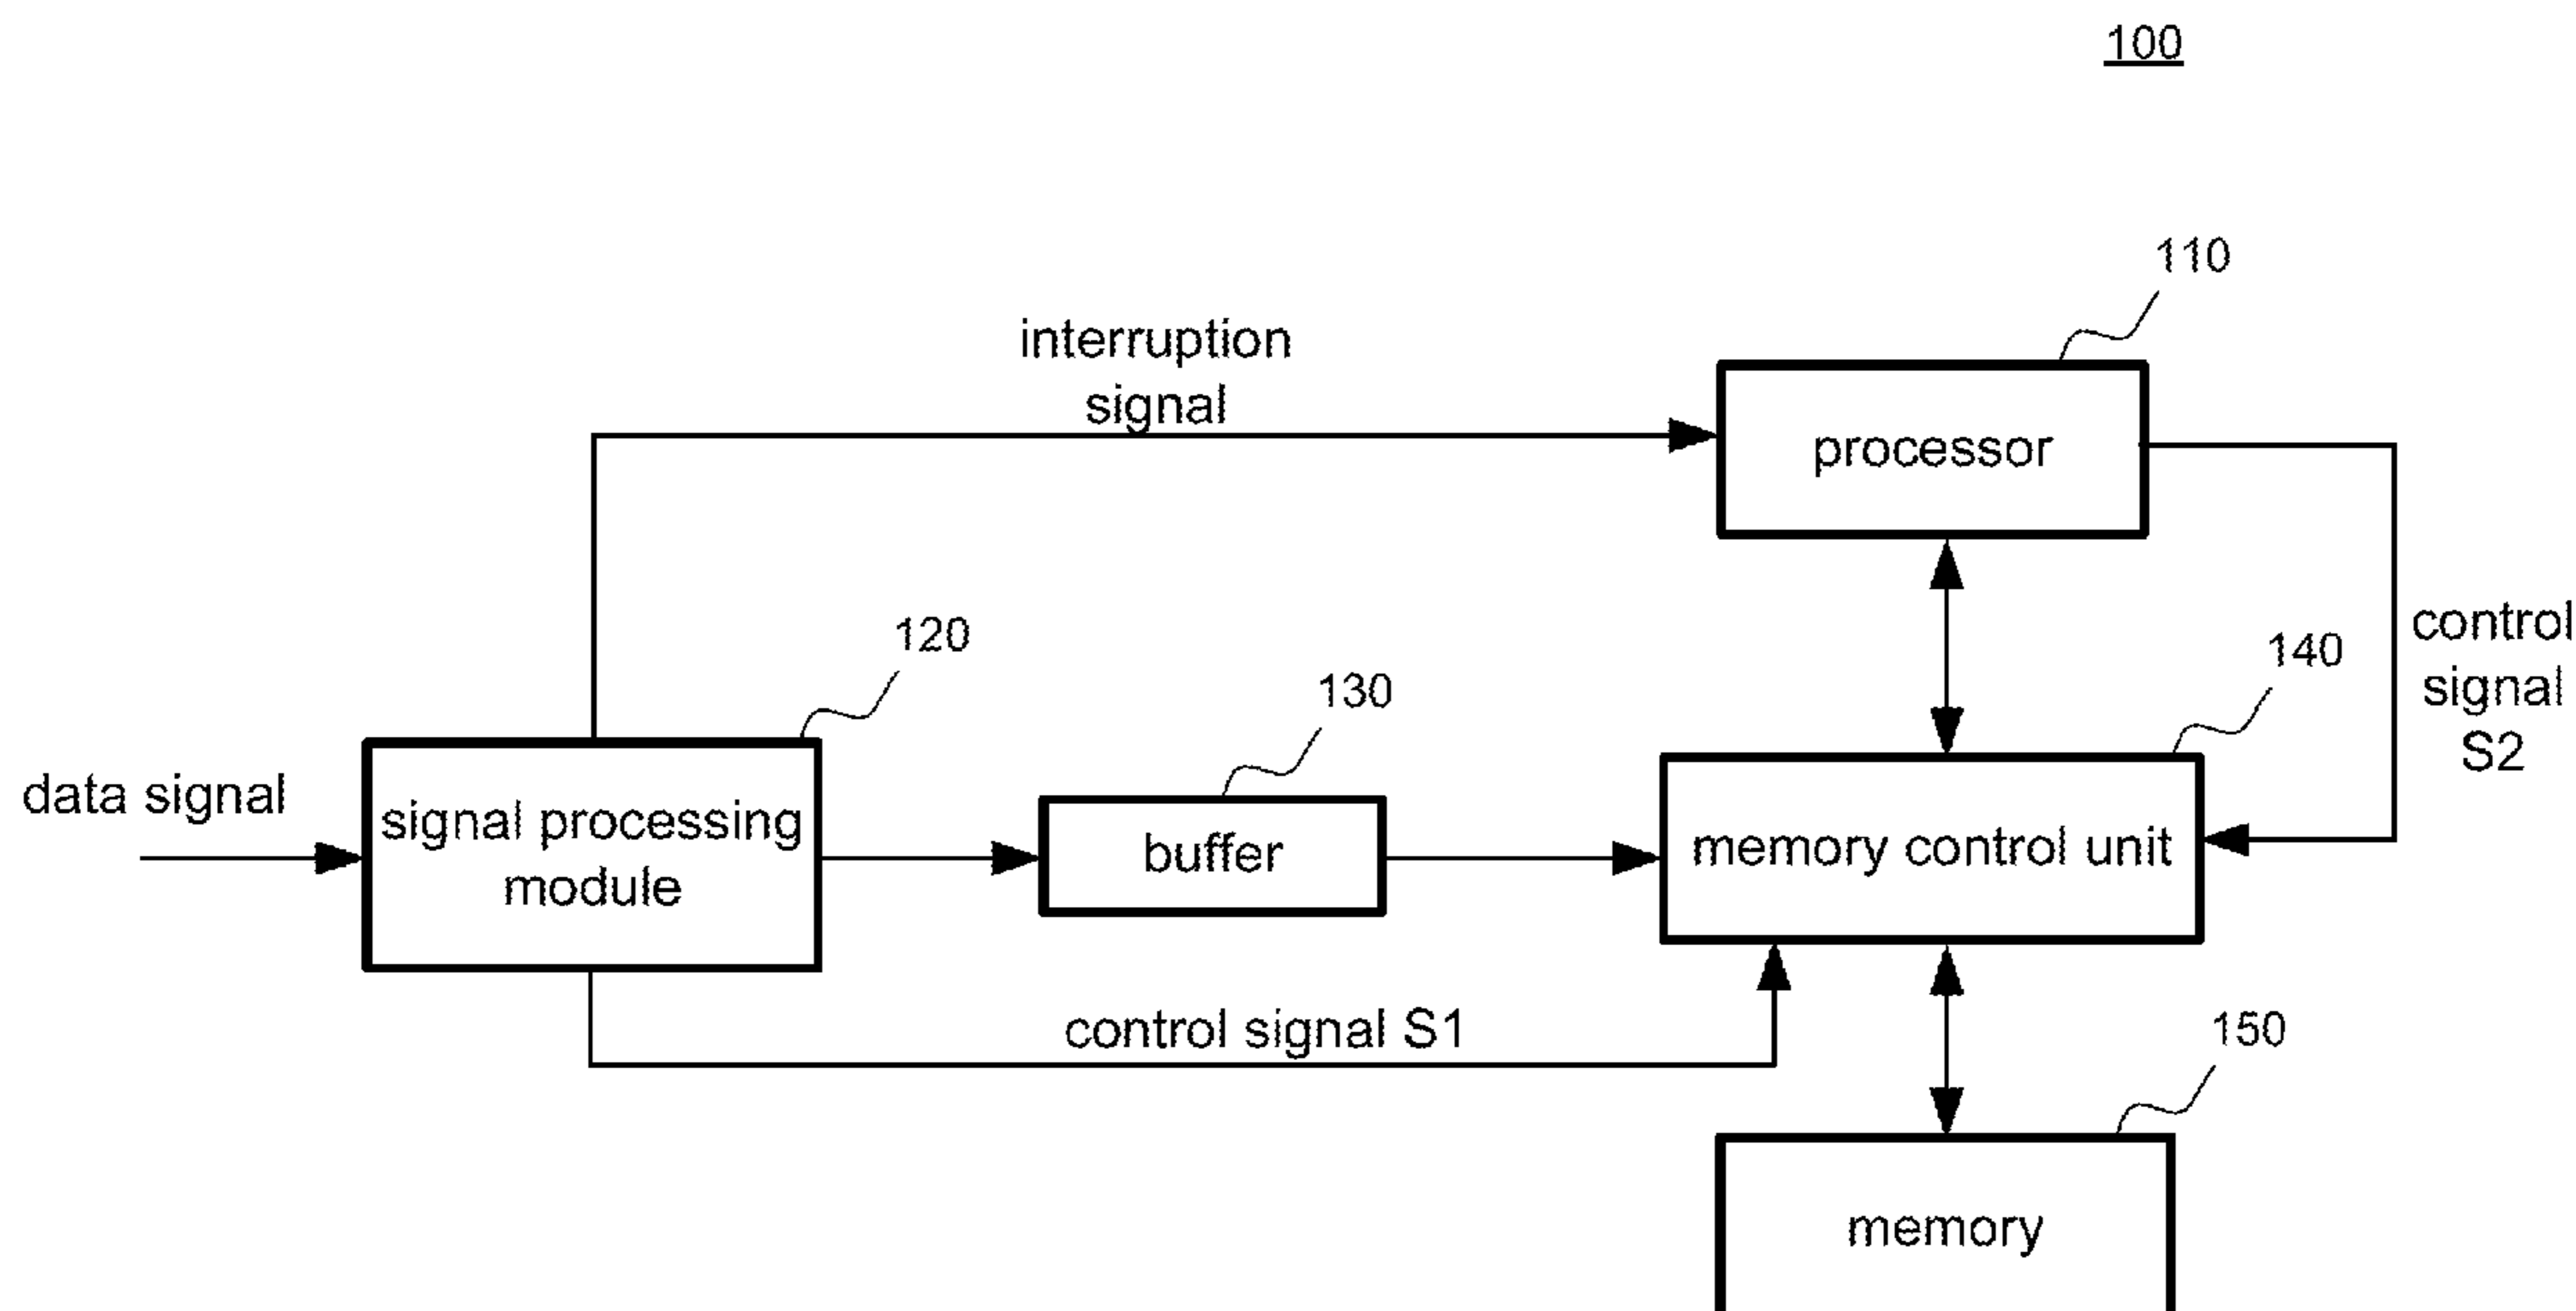 100
110
interruption
signal
processor
120
130
140
control
signal
S2
data signal
signal processing
module
buffer
memory control unit
control signal S1
150
memory